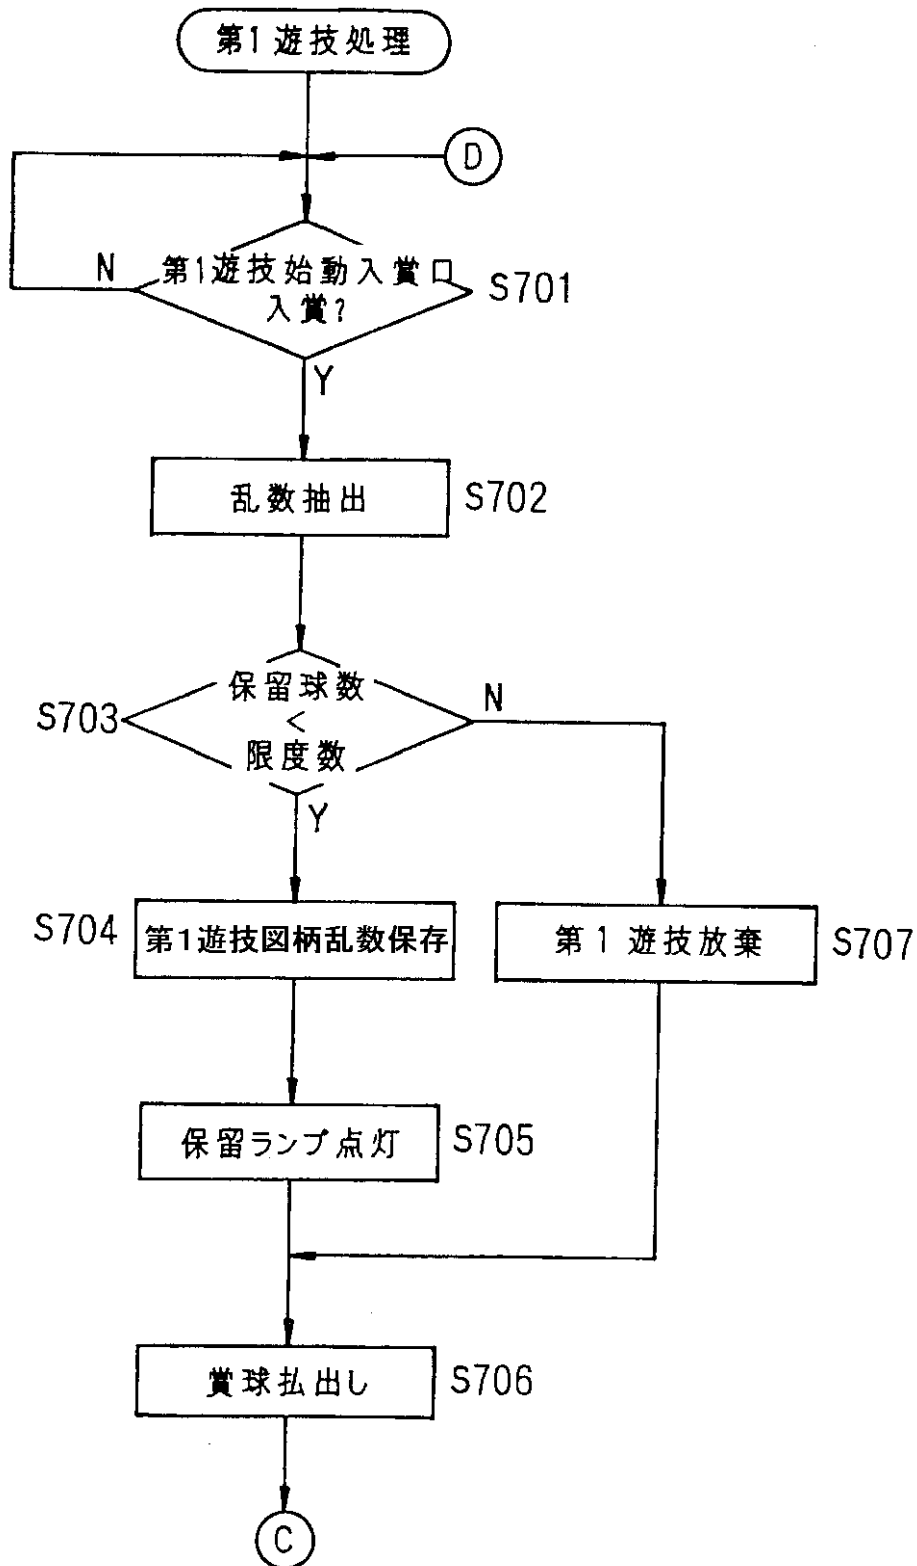 第1遊技処理
D
N
第1遊技始動入賞口
入賞?
S701
Y
乱数抽出
S702
保留球数
<
限度数
S703
N
Y
S704
第1遊技図柄乱数保存
第1遊技放棄
S707
保留ランプ点灯
S705
賞球払出し
S706
C